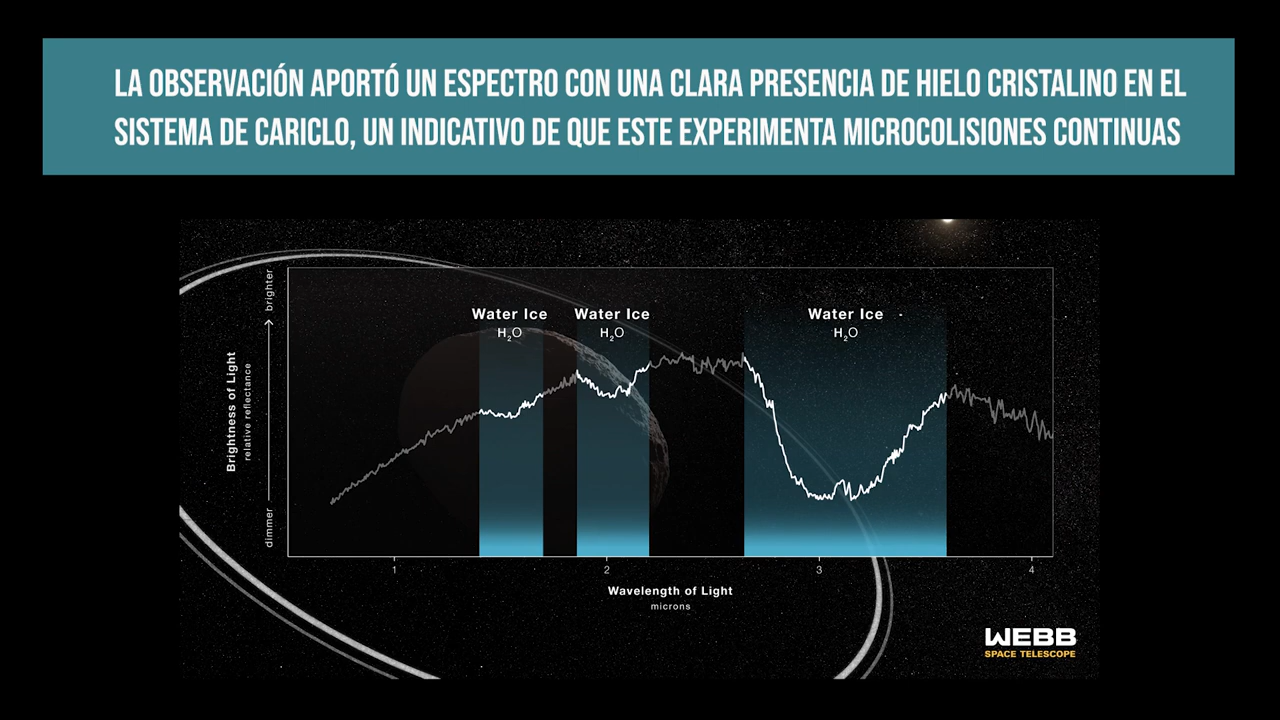 LA OBSERVACIÓN APORTÓ UN ESPECTRO CON UNA CLARA PRESENCIA DE HIELO CRISTALINO EN EL
SISTEMA DE CARICLO, UN INDICATIVO DE QUE ESTE EXPERIMENTA MICROCOLISIONES CONTINUAS
Water Ice
H₂O
Water Ice
H₂O
Water Ice
H₂O
brighter
Brightness of Light
relative reflectance
dimmer
1
2
3
4
Wavelength of Light
microns
WEBB
SPACE TELESCOPE